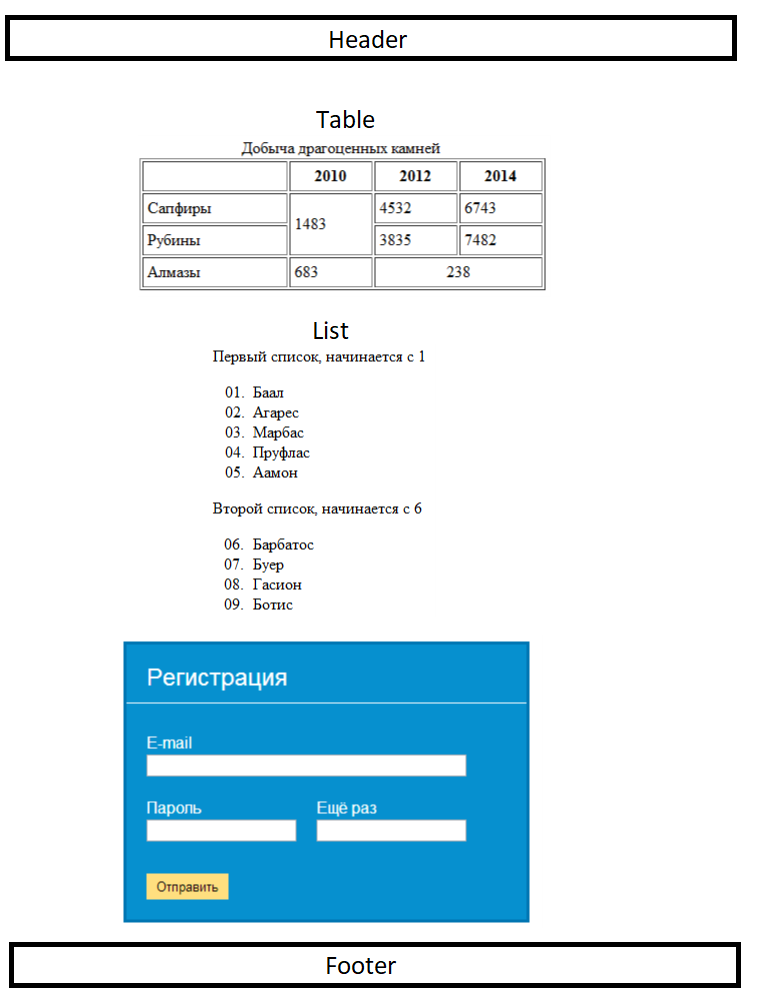 Header
Table
Добыча драгоценных камней
2010 2012 2014
Сапфиры 1483 4532 6743
Рубины 3835 7482
Алмазы 683 238
List
Первый список, начинается с 1
01. Баал
02. Агарес
03. Марбас
04. Пруфлас
05. Аамон
Второй список, начинается с 6
06. Барбатос
07. Буер
08. Гасион
09. Ботис
Регистрация
E-mail
Пароль Ещё раз
Отправить
Footer